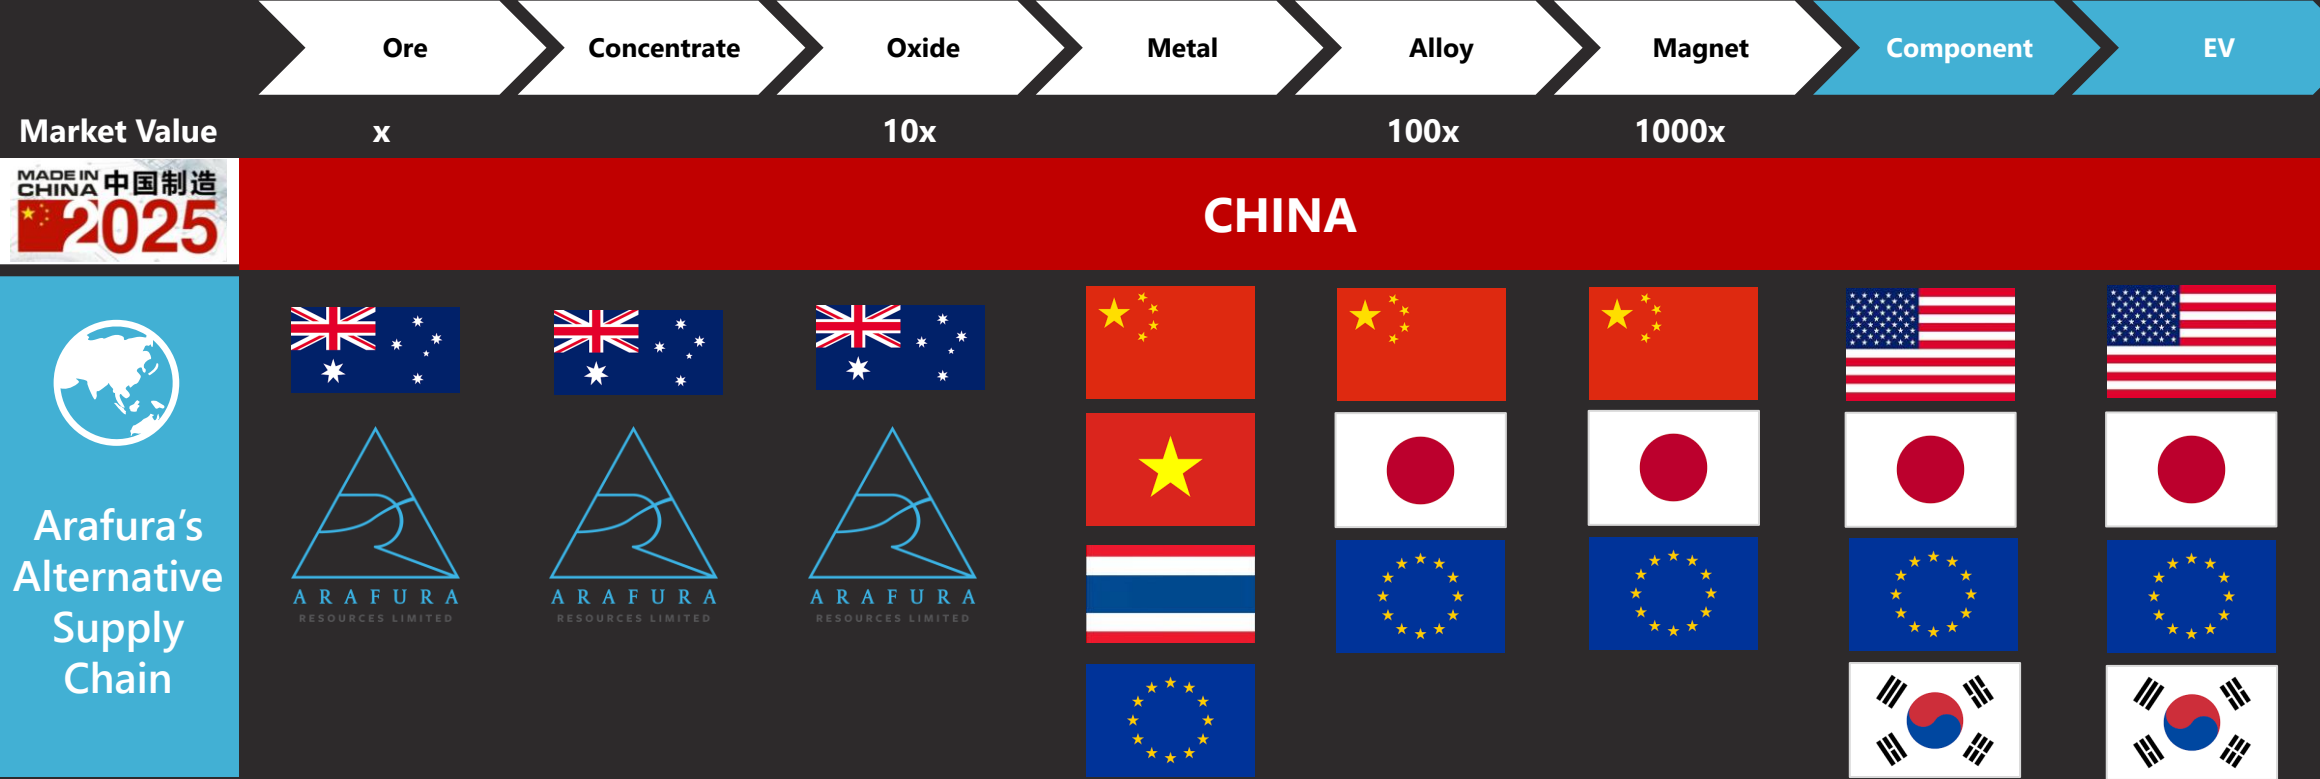 Ore
Concentrate
Oxide
Metal
Alloy
Magnet
Component
EV
Market Value
x
10x
100x
1000x
MADE IN
CHINA
中国制造
2025
CHINA
Arafura’s
Alternative
Supply
Chain
ARAFURA
RESOURCES LIMITED
ARAFURA
RESOURCES LIMITED
ARAFURA
RESOURCES LIMITED